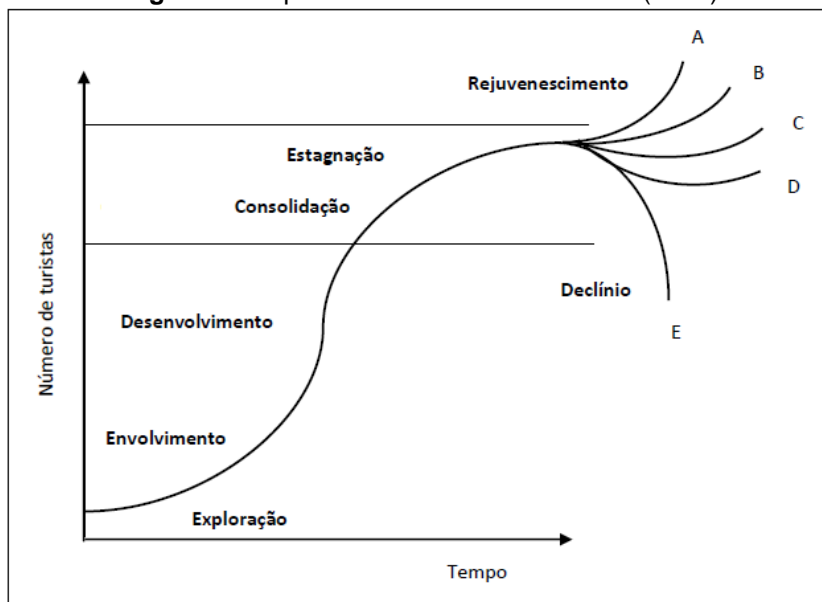 A
Rejuvenescimento
B
C
Estagnação
Consolidação
D
Número de turistas
Declínio
Desenvolvimento
E
Envolvimento
Exploração
Tempo